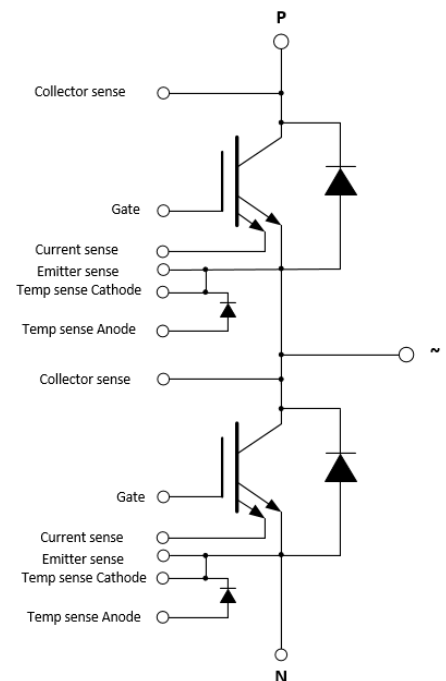 P
Collector sense
Gate
Current sense
Emitter sense
Temp sense Cathode
Temp sense Anode
~
Collector sense
Gate
Current sense
Emitter sense
Temp sense Cathode
Temp sense Anode
N